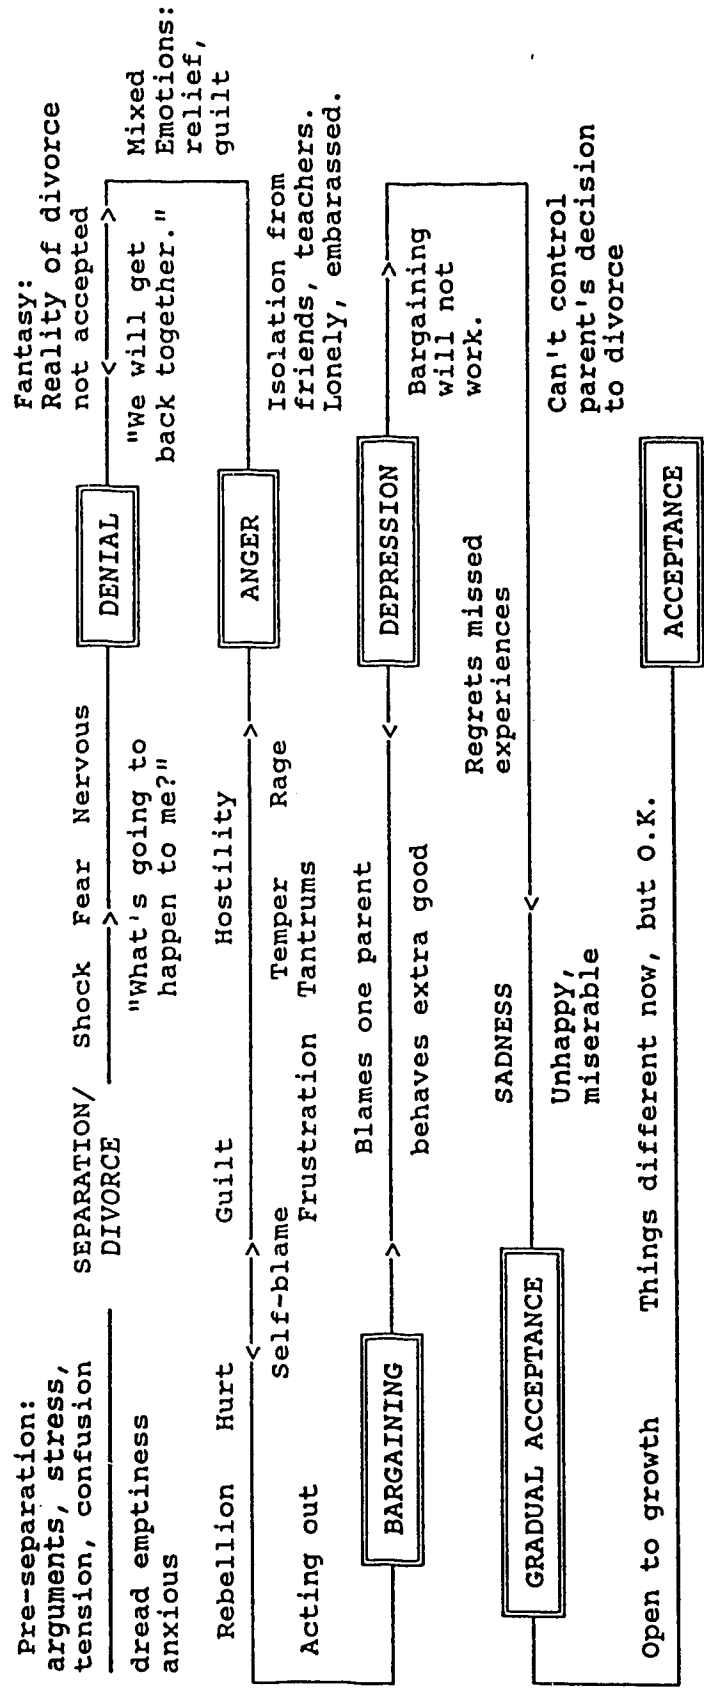 Pre-separation:
arguments, stress,
tension, confusion
dread emptiness
anxious
SEPARATION/
DIVORCE
Shock Fear Nervous
"What's going to
happen to me?"
DENIAL
Fantasy:
Reality of divorce
not accepted
"We will get
back together."
Mixed
Emotions:
relief,
guilt
Rebellion Hurt Guilt Hostility
ANGER
Self-blame
Acting out
Frustration
Temper
Tantrums
Rage
Isolation from
friends, teachers.
Lonely, embarassed.
BARGAINING
Blames one parent
behaves extra good
DEPRESSION
Bargaining
will not
work.
GRADUAL ACCEPTANCE
SADNESS
Unhappy,
miserable
Regrets missed
experiences
Can't control
parent's decision
to divorce
Open to growth
Things different now, but O.K.
ACCEPTANCE